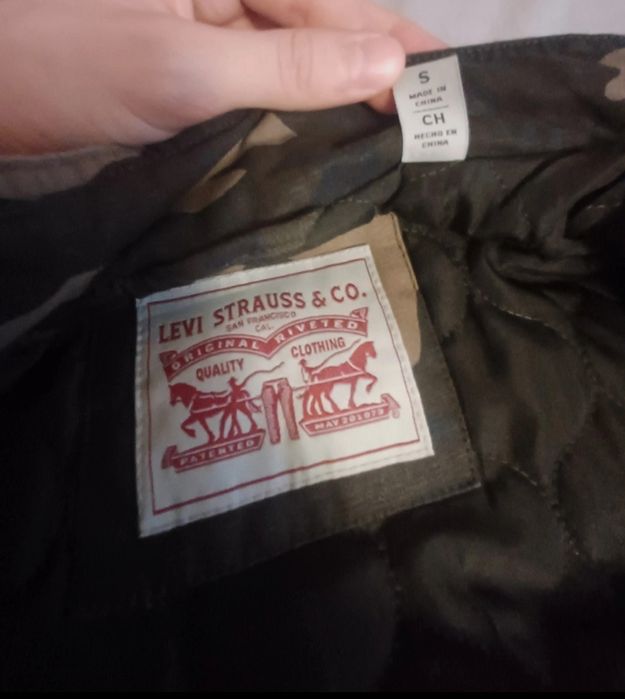 S
MADE IN
CHINA
CH
HECHO EN
CHINA
LEVI STRAUSS & CO.
SAN FRANCISCO
CAL.
ORIGINAL RIVETED
QUALITY CLOTHING
PATENTED MAY 20 1873
®